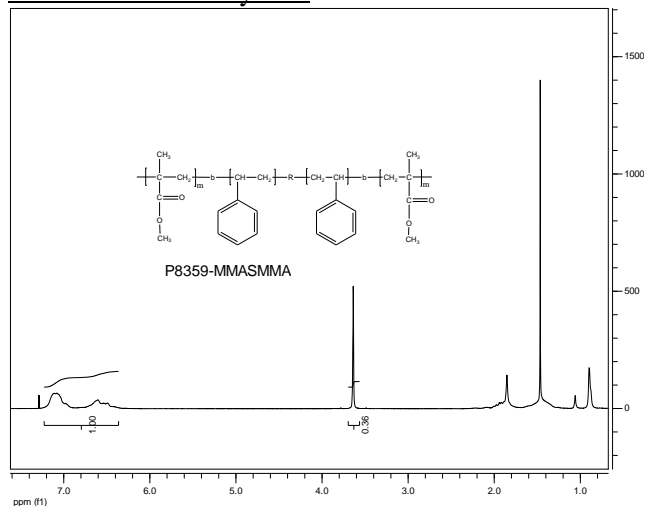 1500
CH₃ CH₃
1000
C CH₂ m b CH CH₂ R CH₂ CH b CH₂ C m
C O C O
O O
CH₃ CH₃
P8359-MMASMMA
500
0
1.00
0.36
7.0 6.0 5.0 4.0 3.0 2.0 1.0
ppm (f1)